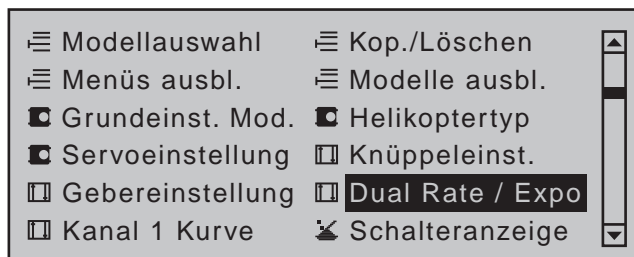 Modellauswahl Kop./Löschen
Menüs ausbl. Modelle ausbl.
Grundeinst. Mod. Helikoptertyp
Servoeinstellung Knüppeleinst.
Gebereinstellung Dual Rate / Expo
Kanal 1 Kurve Schalteranzeige